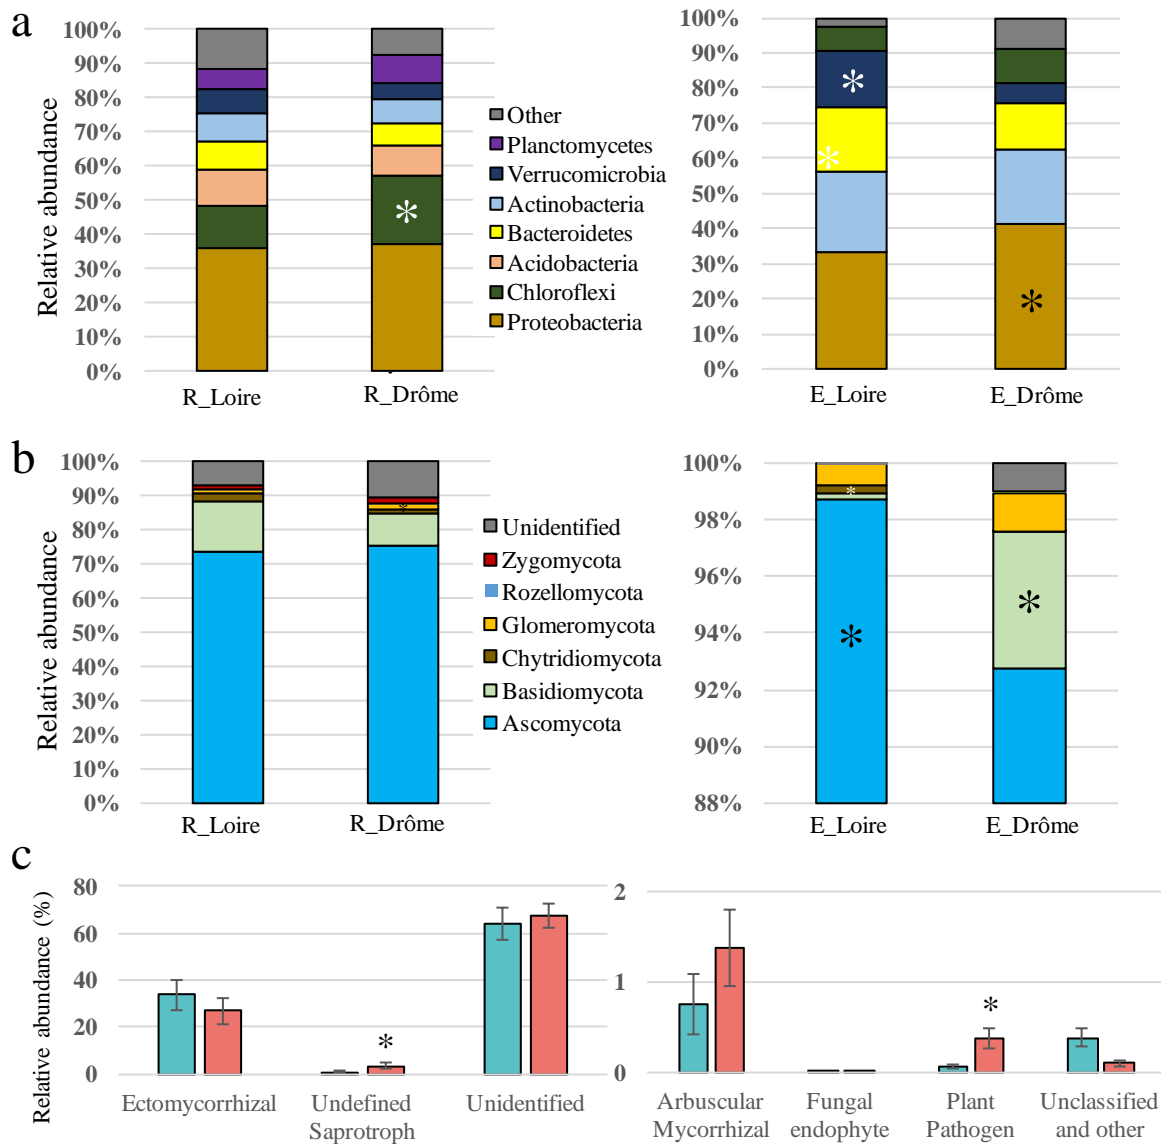 a
Relative abundance
100%
90%
80%
70%
60%
50%
40%
30%
20%
10%
0%
R_Loire
R_Drôme
*
Other
Planctomycetes
Verrucomicrobia
Actinobacteria
Bacteroidetes
Acidobacteria
Chloroflexi
Proteobacteria
100%
90%
80%
70%
60%
50%
40%
30%
20%
10%
0%
*
*
*
E_Loire
E_Drôme
b
Relative abundance
100%
90%
80%
70%
60%
50%
40%
30%
20%
10%
0%
*
R_Loire
R_Drôme
Unidentified
Zygomycota
Rozellomycota
Glomeromycota
Chytridiomycota
Basidiomycota
Ascomycota
100%
98%
96%
94%
92%
90%
88%
*
*
*
E_Loire
E_Drôme
c
Relative abundance (%)
80
60
40
20
0
*
Ectomycorrhizal
Undefined
Saprotroph
Unidentified
2
1
0
*
Arbuscular
Mycorrhizal
Fungal
endophyte
Plant
Pathogen
Unclassified
and other